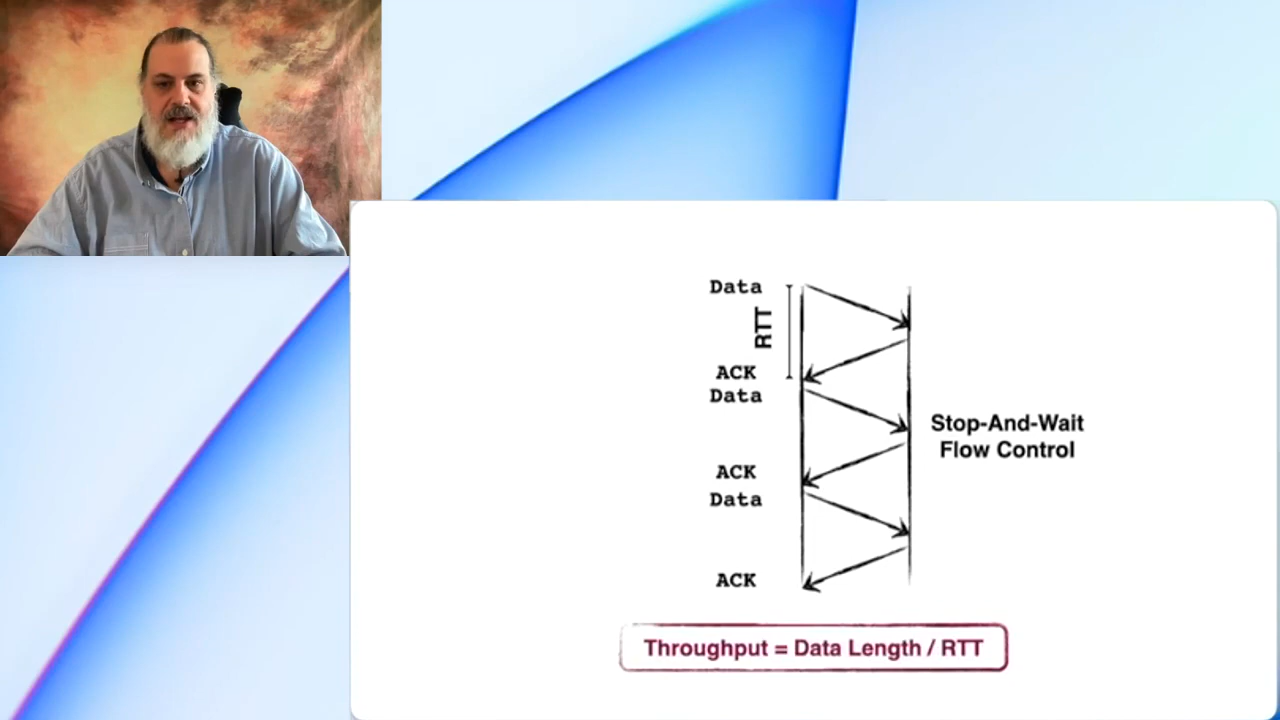 Data
RTT
ACK
Data
Stop-And-Wait
Flow Control
ACK
Data
ACK
Throughput = Data Length / RTT